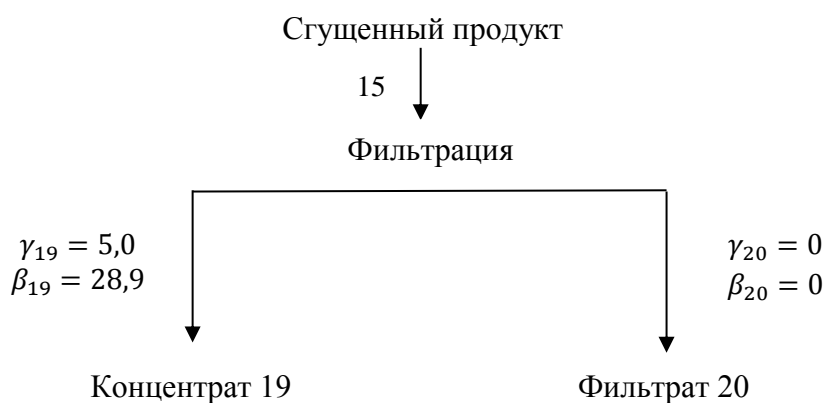 Сгущенный продукт
15
Фильтрация
𝛾₁₉ = 5,0
𝛽₁₉ = 28,9
𝛾₂₀ = 0
𝛽₂₀ = 0
Концентрат 19
Фильтрат 20